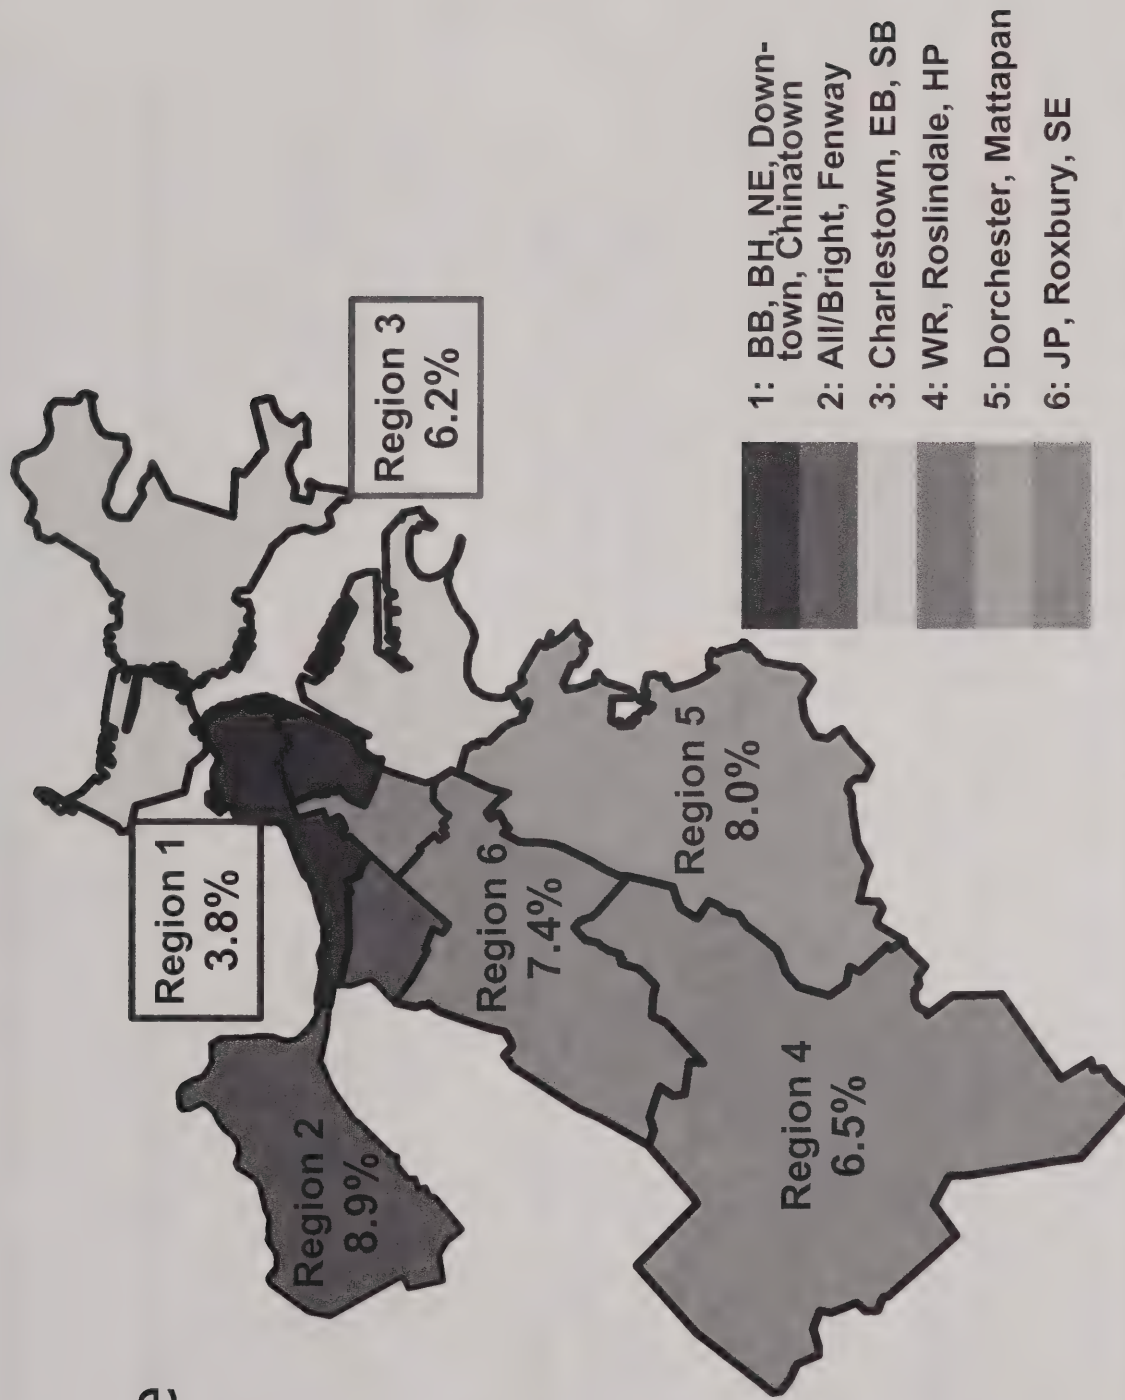 Region 3
6.2%
Region 1
3.8%
Region 2
8.9%
Region 6
7.4%
Region 5
8.0%
Region 4
6.5%
1: BB, BH, NE, Down-
town, Chinatown
2: All/Bright, Fenway
3: Charlestown, EB, SB
4: WR, Roslindale, HP
5: Dorchester, Mattapan
6: JP, Roxbury, SE